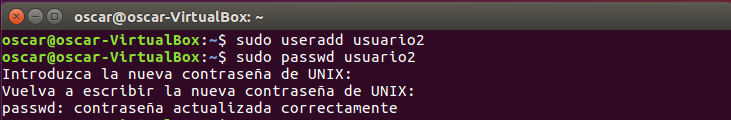 oscar@oscar-VirtualBox: ~
oscar@oscar-VirtualBox:~$ sudo useradd usuario2
oscar@oscar-VirtualBox:~$ sudo passwd usuario2
Introduzca la nueva contraseña de UNIX:
Vuelva a escribir la nueva contraseña de UNIX:
passwd: contraseña actualizada correctamente